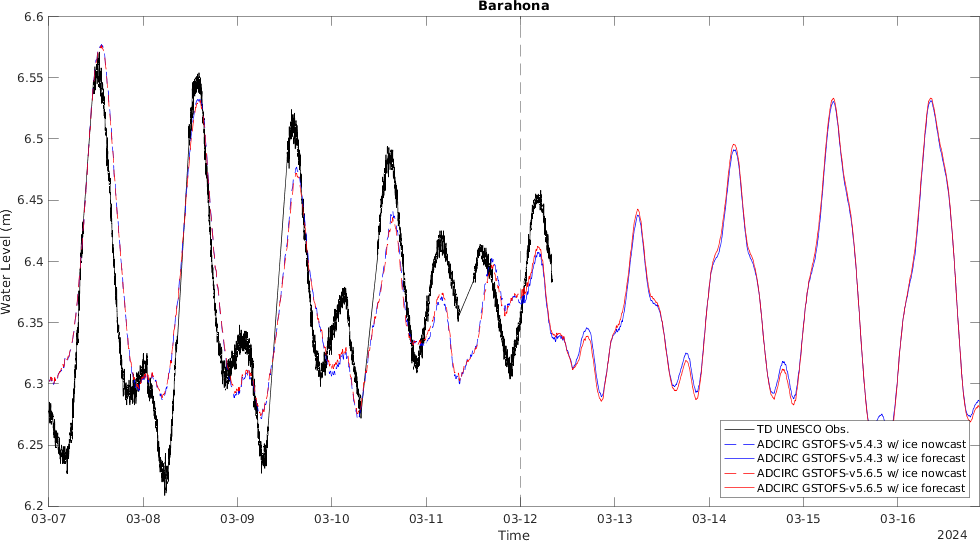 Barahona
Water Level (m)
6.6
6.55
6.5
6.45
6.4
6.35
6.3
6.25
6.2
TD UNESCO Obs.
ADCIRC GSTOFS-v5.4.3 w/ ice nowcast
ADCIRC GSTOFS-v5.4.3 w/ ice forecast
ADCIRC GSTOFS-v5.6.5 w/ ice nowcast
ADCIRC GSTOFS-v5.6.5 w/ ice forecast
03-07 03-08 03-09 03-10 03-11 03-12 03-13 03-14 03-15 03-16
Time
2024